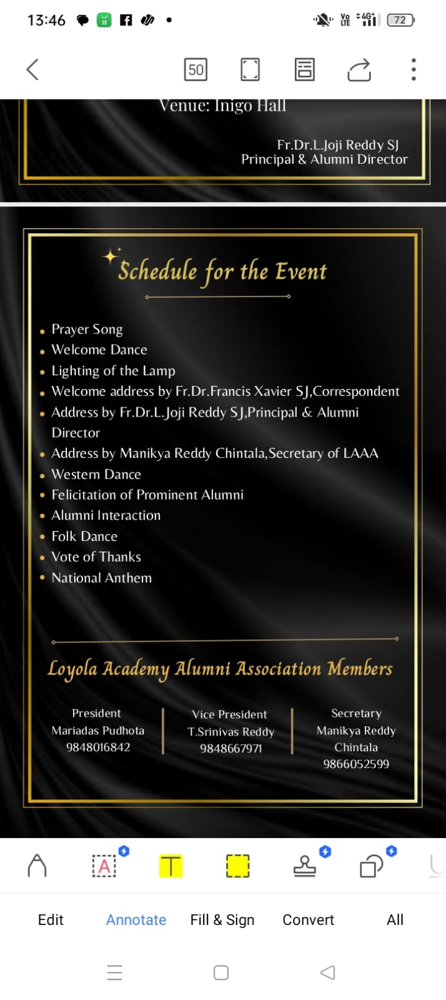 13:46
Vo
LTE
4G+
72
50
Venue: Inigo Hall
Fr.Dr.L.Joji Reddy SJ
Principal & Alumni Director
Schedule for the Event
• Prayer Song
• Welcome Dance
• Lighting of the Lamp
• Welcome address by Fr.Dr.Francis Xavier SJ,Correspondent
• Address by Fr.Dr.L.Joji Reddy SJ,Principal & Alumni
Director
• Address by Manikya Reddy Chintala,Secretary of LAAA
• Western Dance
• Felicitation of Prominent Alumni
• Alumni Interaction
• Folk Dance
• Vote of Thanks
• National Anthem
Loyola Academy Alumni Association Members
President
Mariadas Pudhota
9848016842
Vice President
T.Srinivas Reddy
9848667971
Secretary
Manikya Reddy
Chintala
9866052599
A
T
Edit
Annotate
Fill & Sign
Convert
All